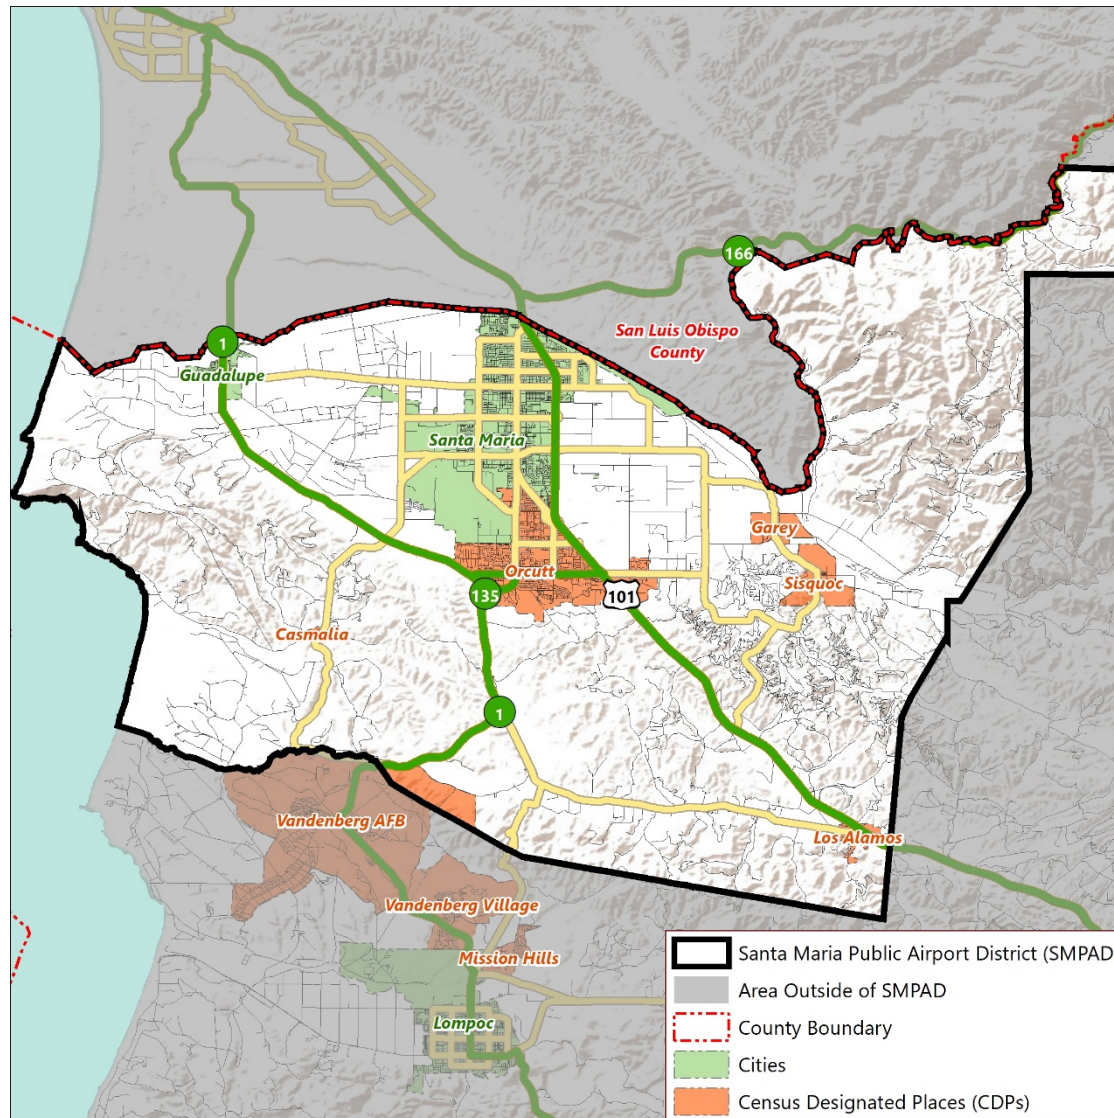 166
San Luis Obispo
County
1
Guadalupe
Santa Maria
Garey
Orcutt
Sisquoc
135
101
Casmalia
1
Vandenberg AFB
Los Alamos
Vandenberg Village
Mission Hills
Lompoc
Santa Maria Public Airport District (SMPAD)
Area Outside of SMPAD
County Boundary
Cities
Census Designated Places (CDPs)